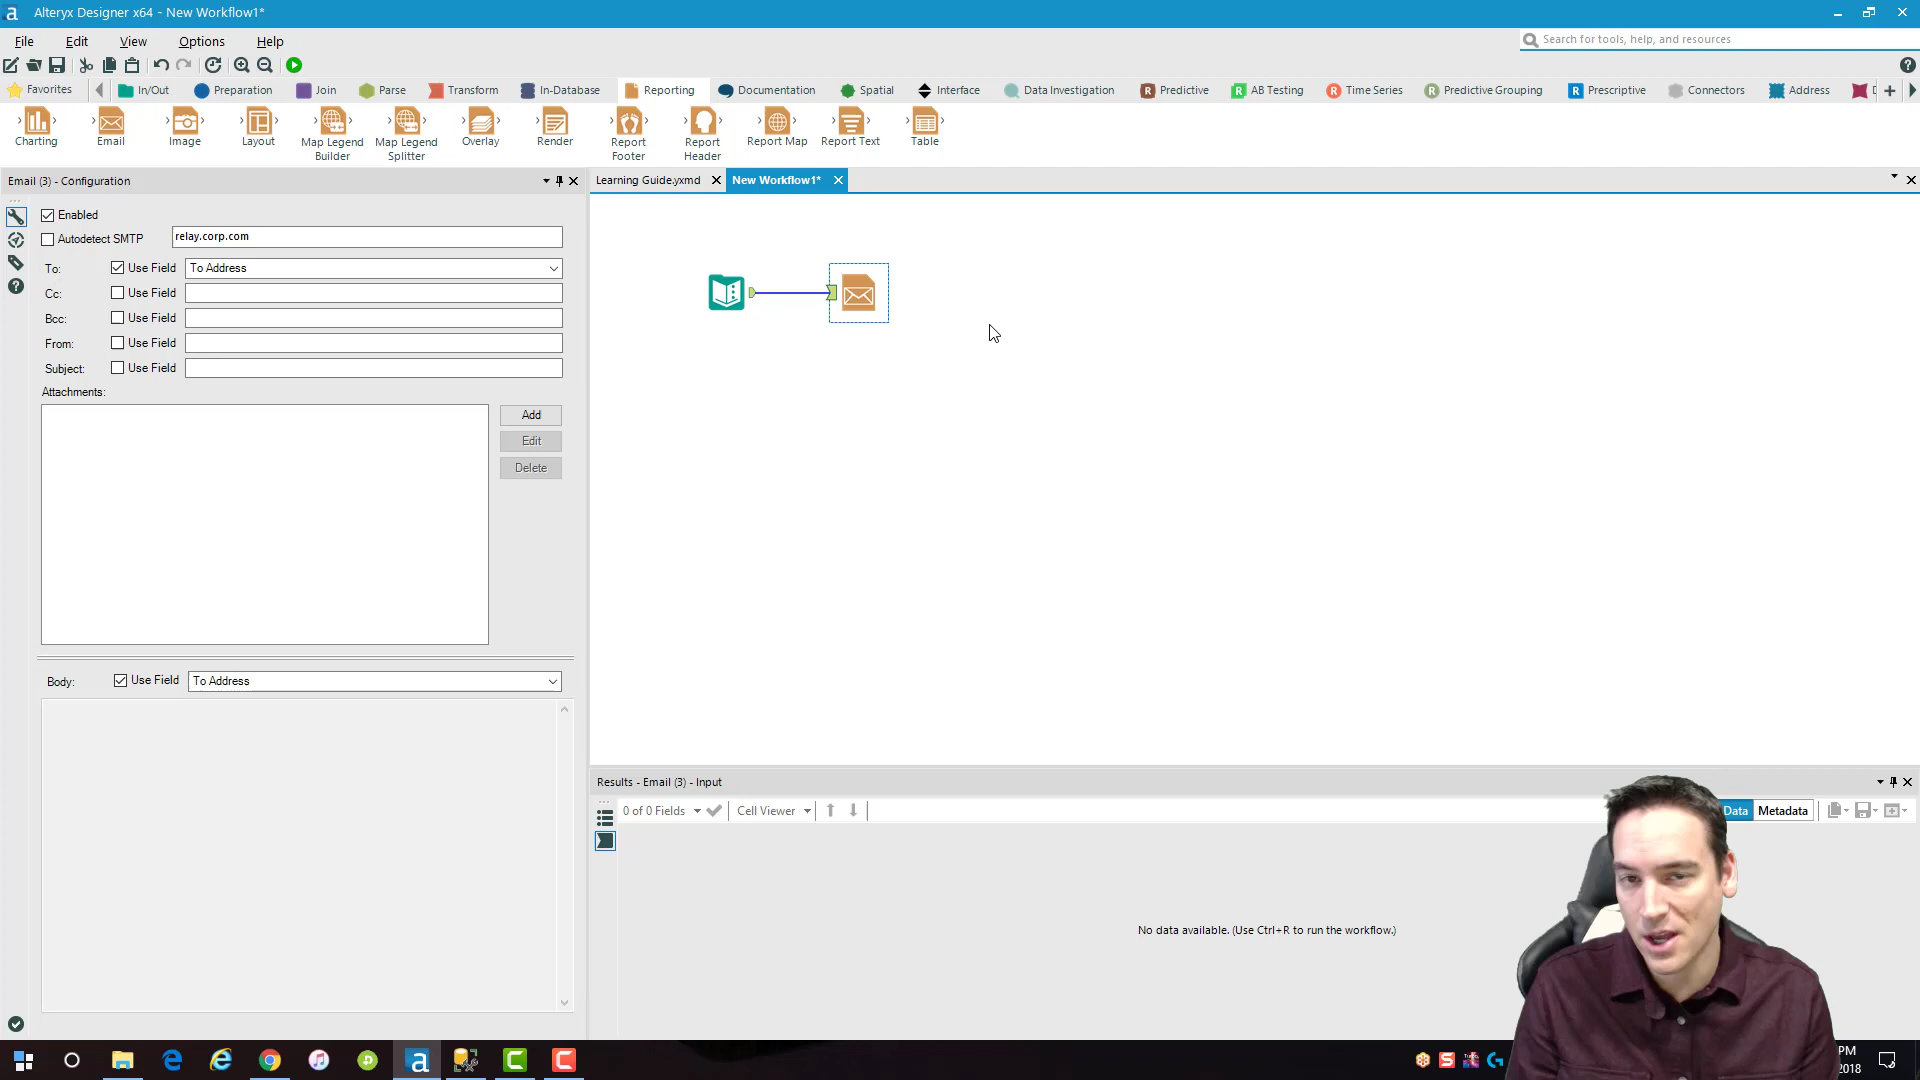 Alteryx Designer x64 - New Workflow1*
File Edit View Options Help
Search for tools, help, and resources
Favorites In/Out Preparation Join Parse Transform In-Database Reporting Documentation Spatial Interface Data Investigation Predictive AB Testing Time Series Predictive Grouping Prescriptive Connectors Address
Charting Email Image Layout Map Legend Builder Map Legend Splitter Overlay Render Report Footer Report Header Report Map Report Text Table
Email (3) - Configuration
Learning Guide.yxmd New Workflow1*
Enabled
Autodetect SMTP relay.corp.com
To: Use Field To Address
Cc: Use Field
Bcc: Use Field
From: Use Field
Subject: Use Field
Attachments:
Add
Edit
Delete
Body: Use Field To Address
Results - Email (3) - Input
0 of 0 Fields Cell Viewer Data Metadata
No data available. (Use Ctrl+R to run the workflow.)
PM
2018